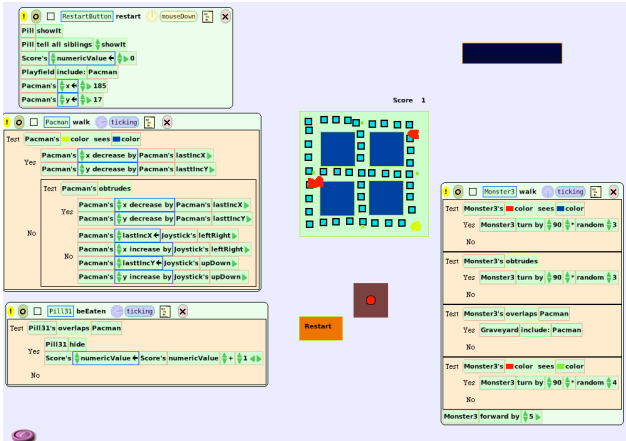 ! RestartButton restart mouseDown
Pill showIt
Pill tell all siblings showIt
Score's numericValue ← 0
Playfield include: Pacman
Pacman's x ← 185
Pacman's y ← 17
! Pacman walk ticking
Test Pacman's color sees color
Yes Pacman's x decrease by Pacman's lastIncX
Pacman's y decrease by Pacman's lastIncY
No Test Pacman's obtrudes
Yes Pacman's x decrease by Pacman's lastIncX
Pacman's y decrease by Pacman's lastIncY
No Pacman's lastIncX ← Joystick's leftRight
Pacman's x increase by Joystick's leftRight
Pacman's lasttIncY ← Joystick's upDown
Pacman's y increase by Joystick's upDown
! Pill31 beEaten ticking
Test Pill31's overlaps Pacman
Yes Pill31 hide
Score's numericValue ← Score's numericValue + 1
No
Score 1
Restart
! Monster3 walk ticking
Test Monster3's color sees color
Yes Monster3 turn by 90 * random 3
No
Test Monster3's obtrudes
Yes Monster3 turn by 90 * random 3
No
Test Monster3's overlaps Pacman
Yes Graveyard include: Pacman
No
Test Monster3's color sees color
Yes Monster3 turn by 90 * random 4
No
Monster3 forward by 5